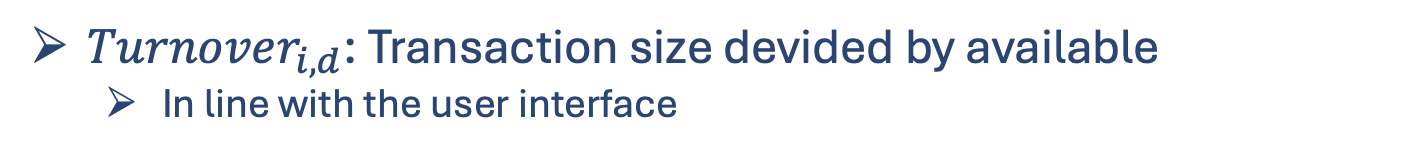 ➢ Turnover_{i,d}: Transaction size devided by available
➢ In line with the user interface